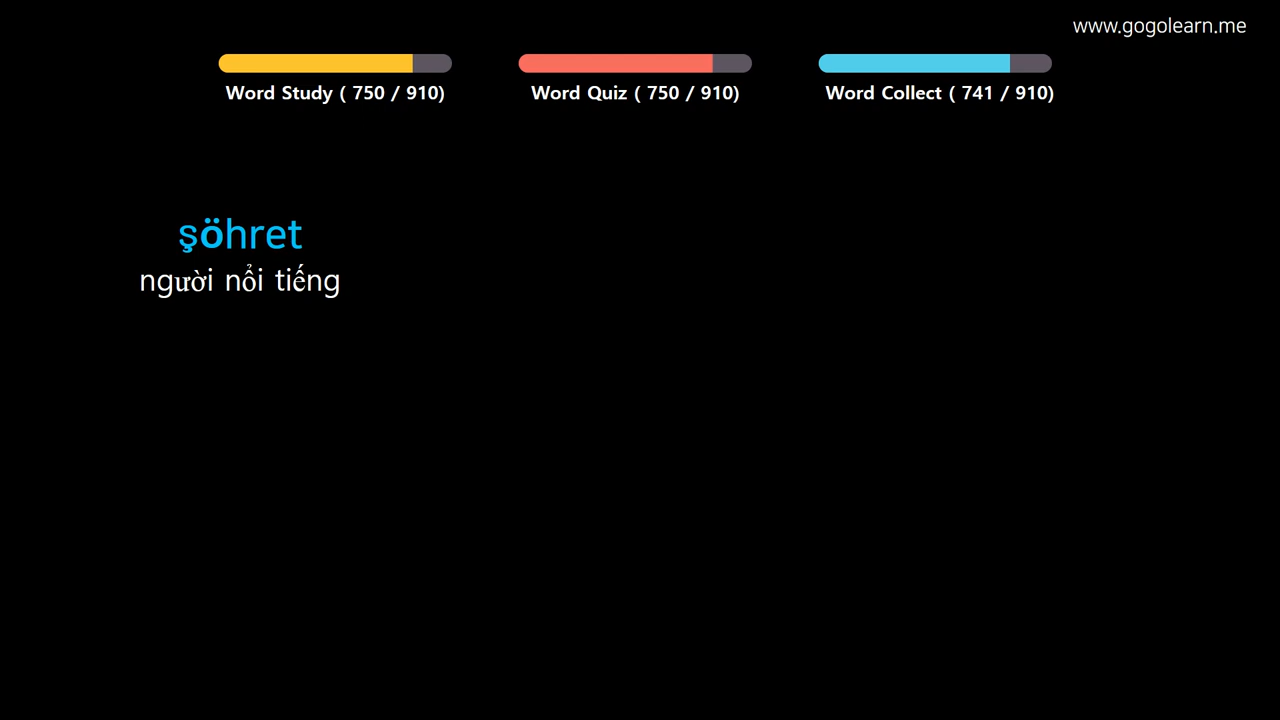 www.gogolearn.me
Word Study ( 750 / 910)
Word Quiz ( 750 / 910)
Word Collect ( 741 / 910)
şöhret
người nổi tiếng